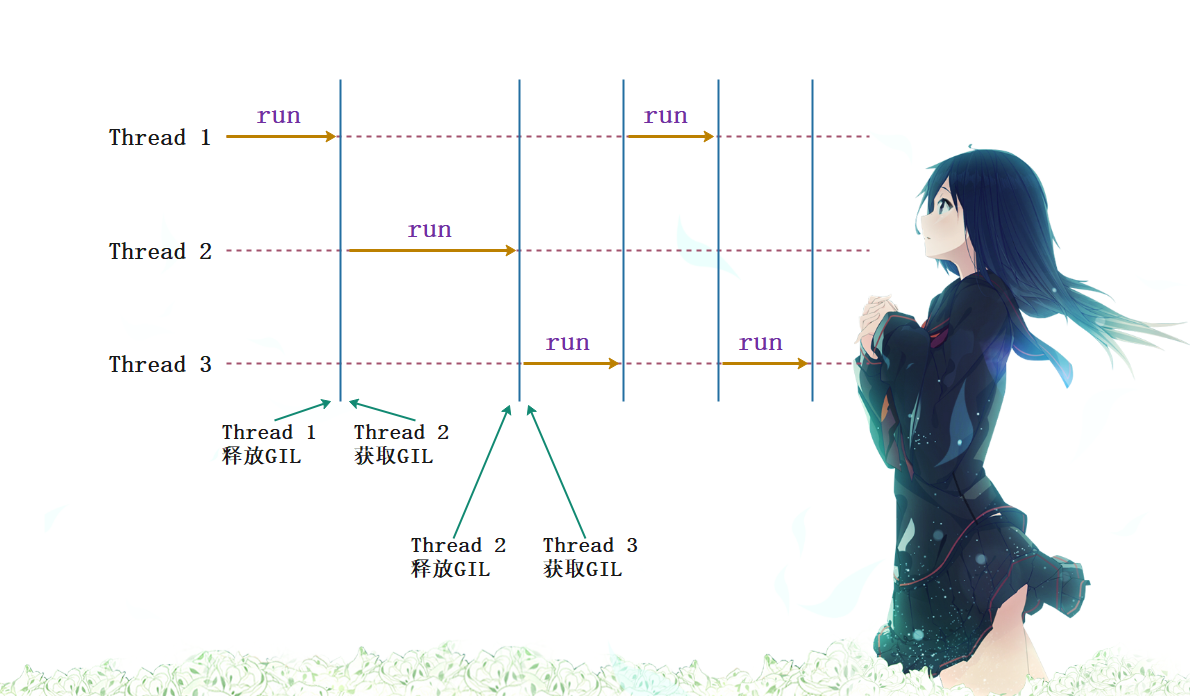 run
run
Thread 1
run
Thread 2
run
run
Thread 3
Thread 1
释放GIL
Thread 2
获取GIL
Thread 2
释放GIL
Thread 3
获取GIL